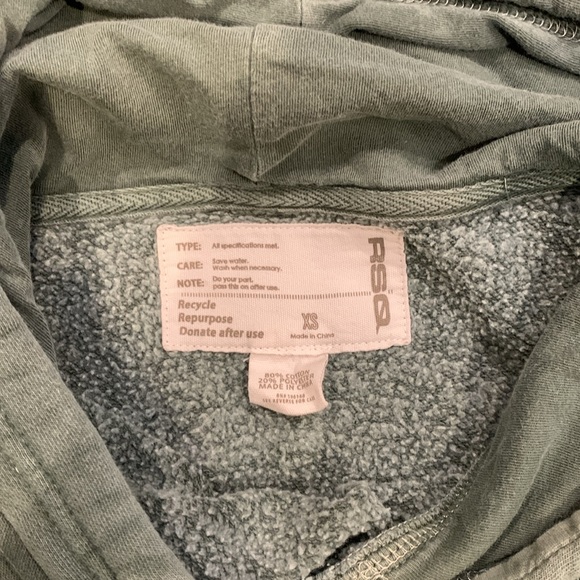 TYPE: All specifications met.
CARE: Save water.
Wash when necessary.
NOTE: Do your part,
pass this on after use.
Recycle
Repurpose
Donate after use
XS
Made in China
RSQ
80% COTTON
20% POLYESTER
MADE IN CHINA